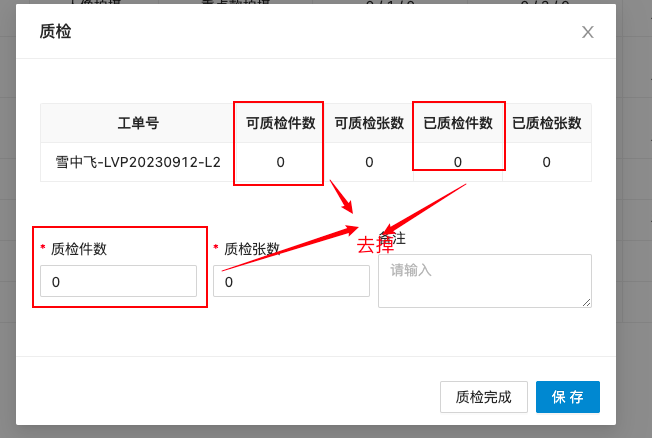 质检
X
工单号 可质检件数 可质检张数 已质检件数 已质检张数
雪中飞-LVP20230912-L2 0 0 0 0
去掉
* 质检件数 * 质检张数 备注
0 0 请输入
质检完成 保 存